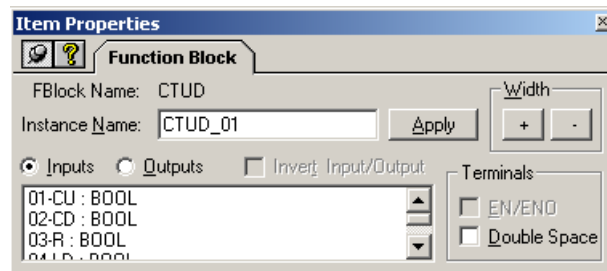 Item Properties
Function Block
FBlock Name: CTUD
Width
Instance Name: CTUD_01
Apply
+ -
Inputs Outputs Invert Input/Output
Terminals
01-CU : BOOL
02-CD : BOOL
03-R : BOOL
EN/ENO
Double Space